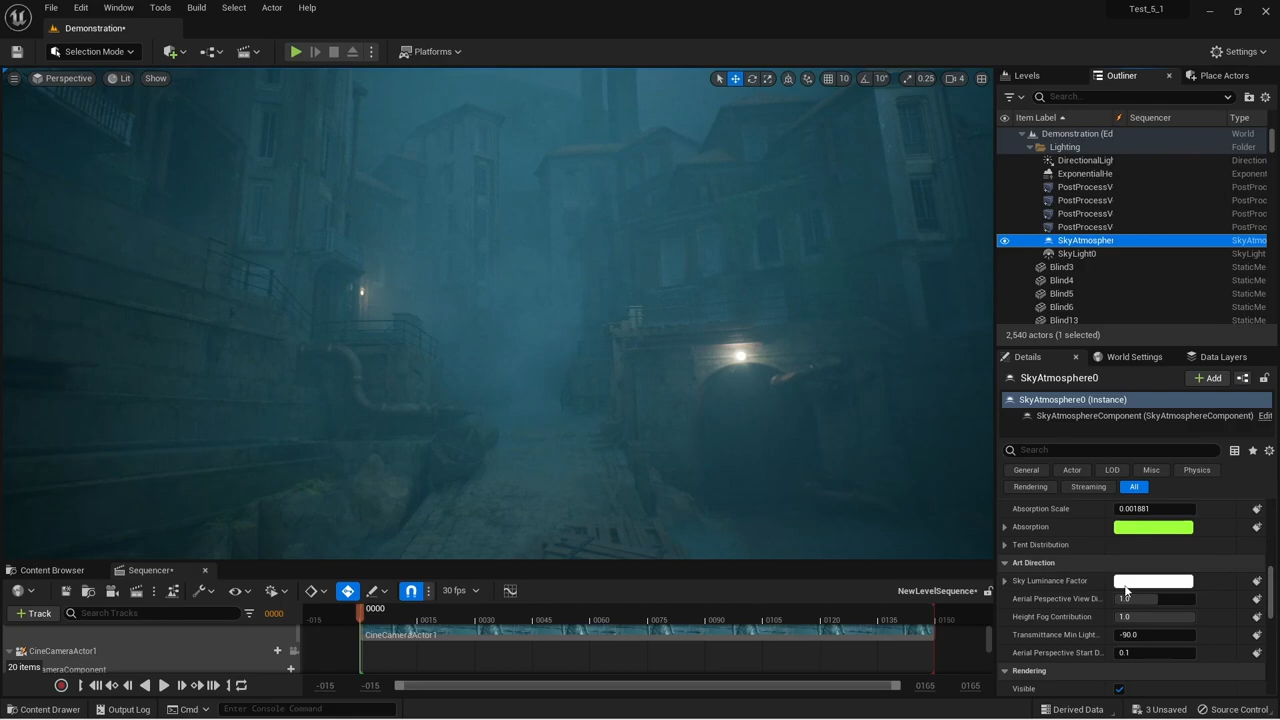 File Edit Window Tools Build Select Actor Help Test_5_1
Demonstration*
Selection Mode Platforms Settings
Perspective Lit Show 10 10° 0.25 4
Levels Outliner Place Actors
Search...
Item Label Sequencer Type
Demonstration (Ed World
Lighting Folder
DirectionalLigh Direction
ExponentialHe Exponent
PostProcessV PostProc
PostProcessV PostProc
PostProcessV PostProc
PostProcessV PostProc
SkyAtmospher SkyAtmo
SkyLight0 SkyLight
Blind3 StaticMe
Blind4 StaticMe
Blind5 StaticMe
Blind6 StaticMe
Blind13 StaticMe
2,540 actors (1 selected)
Details World Settings Data Layers
SkyAtmosphere0 Add
SkyAtmosphere0 (Instance)
SkyAtmosphereComponent (SkyAtmosphereComponent) Edit
Search
General Actor LOD Misc Physics
Rendering Streaming All
Absorption Scale 0.001881
Absorption
Tent Distribution
Art Direction
Sky Luminance Factor
Aerial Pespective View Di... 1.0
Height Fog Contribution 1.0
Transmittance Min Light... -90.0
Aerial Perspective Start D... 0.1
Rendering
Visible
Content Browser Sequencer*
30 fps NewLevelSequence*
Track Search Tracks 0000
0000
-015 0015 0030 0045 0060 0075 0090 0105 0120 0135 0150
CineCameraActor1
CineCameraActor1
20 items ameraComponent
-015 -015 0165 0165
Content Drawer Output Log Cmd Enter Console Command Derived Data 3 Unsaved Source Control